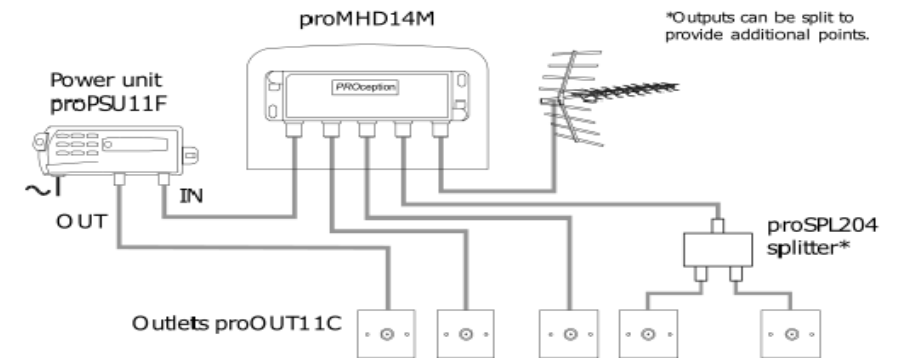 proMHD14M
*Outputs can be split to
provide additional points.
Power unit
proPSU11F
PROception
IN
OUT
proSPL204
splitter*
Outlets proOUT11C